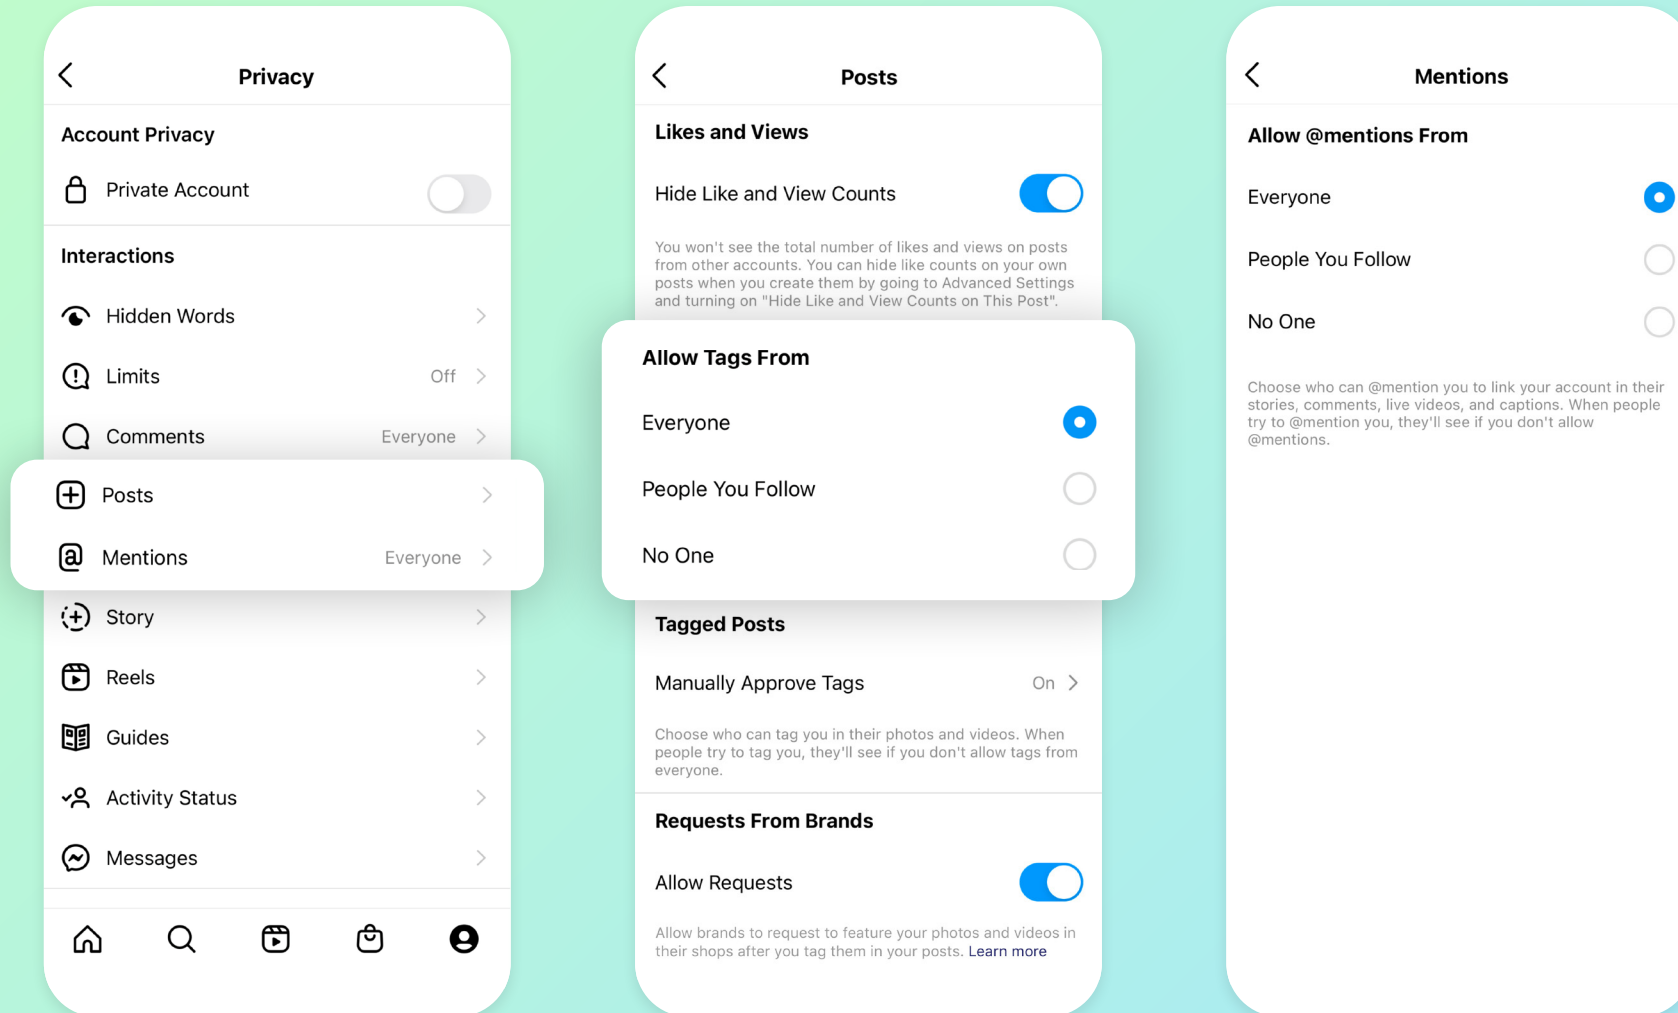 Privacy
Account Privacy
Private Account
Interactions
Hidden Words
Limits Off
Comments Everyone
Posts
Mentions Everyone
Story
Reels
Guides
Activity Status
Messages
Posts
Likes and Views
Hide Like and View Counts
You won't see the total number of likes and views on posts
from other accounts. You can hide like counts on your own
posts when you create them by going to Advanced Settings
and turning on "Hide Like and View Counts on This Post".
Allow Tags From
Everyone
People You Follow
No One
Tagged Posts
Manually Approve Tags On
Choose who can tag you in their photos and videos. When
people try to tag you, they'll see if you don't allow tags from
everyone.
Requests From Brands
Allow Requests
Allow brands to request to feature your photos and videos in
their shops after you tag them in your posts. Learn more
Mentions
Allow @mentions From
Everyone
People You Follow
No One
Choose who can @mention you to link your account in their
stories, comments, live videos, and captions. When people
try to @mention you, they'll see if you don't allow
@mentions.